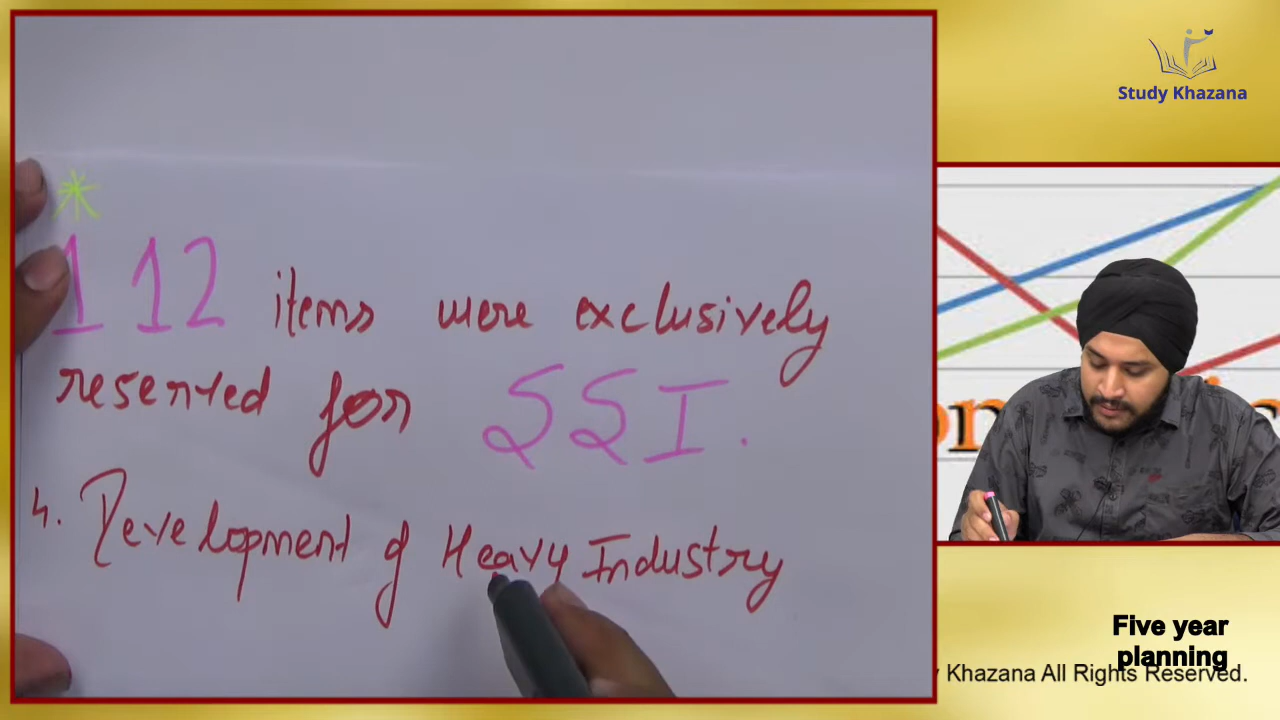 * 112 items were exclusively
reserved for SSI.
4. Development of Heavy Industry
Study Khazana
Five year
planning
Khazana All Rights Reserved.